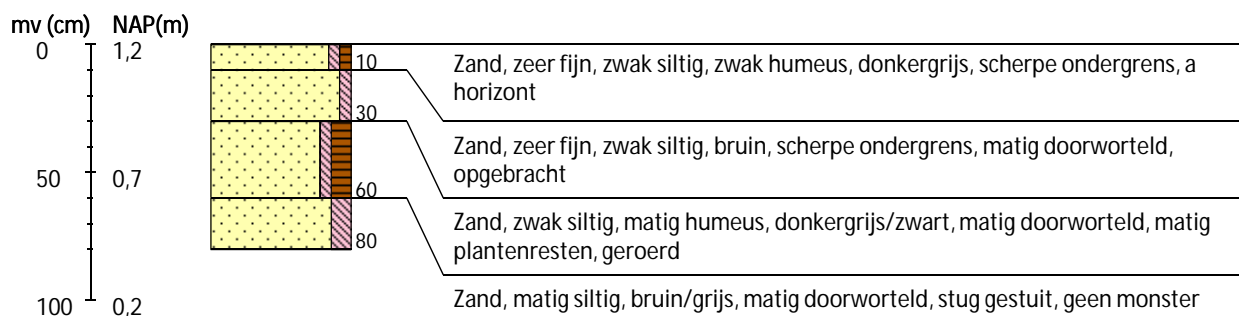 mv (cm) NAP(m)
0 1,2
10
Zand, zeer fijn, zwak siltig, zwak humeus, donkergrijs, scherpe ondergrens, a
horizont
30
Zand, zeer fijn, zwak siltig, bruin, scherpe ondergrens, matig doorworteld,
opgebracht
50 0,7
60
Zand, zwak siltig, matig humeus, donkergrijs/zwart, matig doorworteld, matig
plantenresten, geroerd
80
Zand, matig siltig, bruin/grijs, matig doorworteld, stug gestuit, geen monster
100 0,2